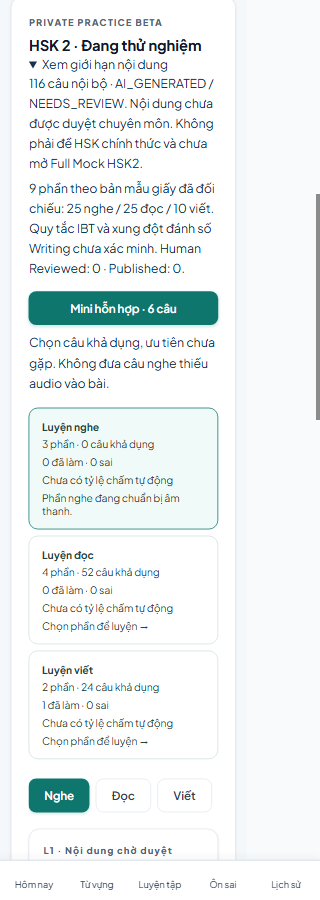 PRIVATE PRACTICE BETA
HSK 2 · Đang thử nghiệm
▼ Xem giới hạn nội dung
116 câu nội bộ · AI_GENERATED /
NEEDS_REVIEW. Nội dung chưa
được duyệt chuyên môn. Không
phải đề HSK chính thức và chưa
mở Full Mock HSK2.
9 phần theo bản mẫu giấy đã đối
chiếu: 25 nghe / 25 đọc / 10 viết.
Quy tắc IBT và xung đột đánh số
Writing chưa xác minh. Human
Reviewed: 0 · Published: 0.
Mini hỗn hợp · 6 câu
Chọn câu khả dụng, ưu tiên chưa
gặp. Không đưa câu nghe thiếu
audio vào bài.
Luyện nghe
3 phần · 0 câu khả dụng
0 đã làm · 0 sai
Chưa có tỷ lệ chấm tự động
Phần nghe đang chuẩn bị âm
thanh.
Luyện đọc
4 phần · 52 câu khả dụng
0 đã làm · 0 sai
Chưa có tỷ lệ chấm tự động
Chọn phần để luyện →
Luyện viết
2 phần · 24 câu khả dụng
1 đã làm · 0 sai
Chưa có tỷ lệ chấm tự động
Chọn phần để luyện →
Nghe Đọc Viết
L1 · Nội dung chờ duyệt
Hôm nay Từ vựng Luyện tập Ôn sai Lịch sử